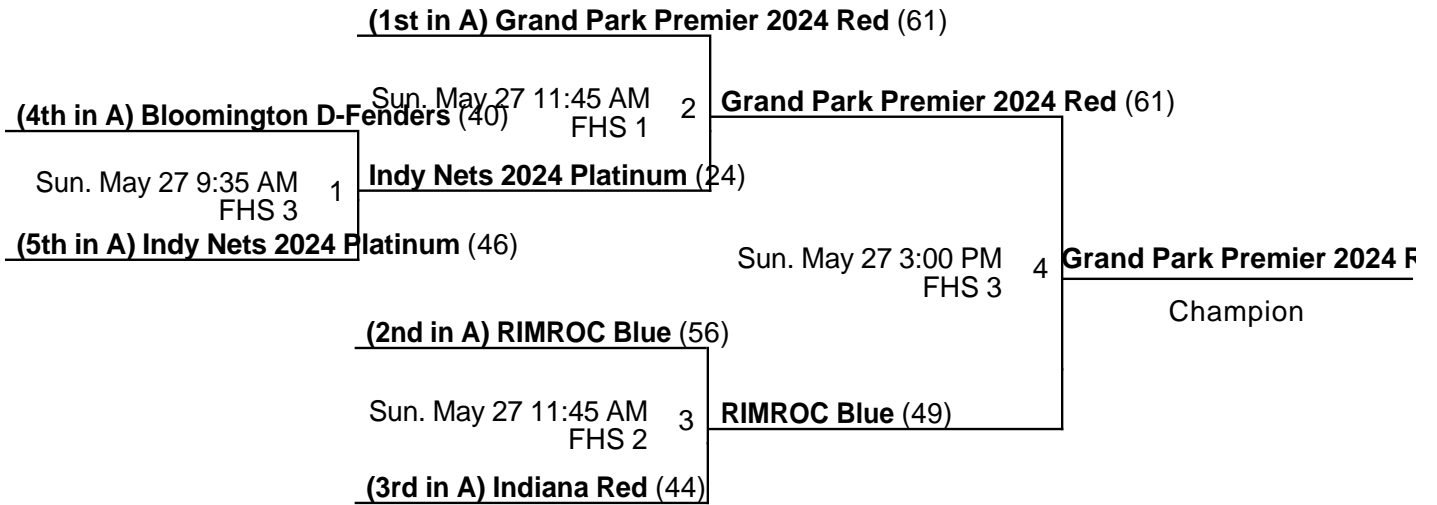 (1st in A) Grand Park Premier 2024 Red (61)
Sun. May 27 11:45 AM 2
FHS 1
Grand Park Premier 2024 Red (61)
(4th in A) Bloomington D-Fenders (40)
Sun. May 27 9:35 AM 1
FHS 3
Indy Nets 2024 Platinum (24)
(5th in A) Indy Nets 2024 Platinum (46)
Sun. May 27 3:00 PM 4
FHS 3
Grand Park Premier 2024 R
Champion
(2nd in A) RIMROC Blue (56)
Sun. May 27 11:45 AM 3
FHS 2
RIMROC Blue (49)
(3rd in A) Indiana Red (44)